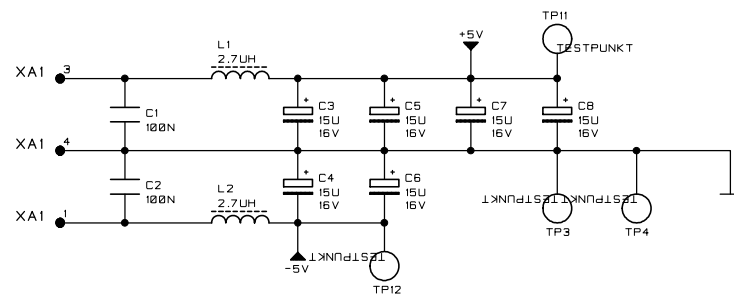 TP11
TESTPUNKT
+5V
L1
2.7UH
XA1 3
C1
100N
C3
15U
16V
C5
15U
16V
C7
15U
16V
C8
15U
16V
XA1 4
C2
100N
C4
15U
16V
C6
15U
16V
L2
2.7UH
XA1 1
TESTPUNKT
TESTPUNKT
TP3
TP4
-5V
TESTPUNKT
TP12